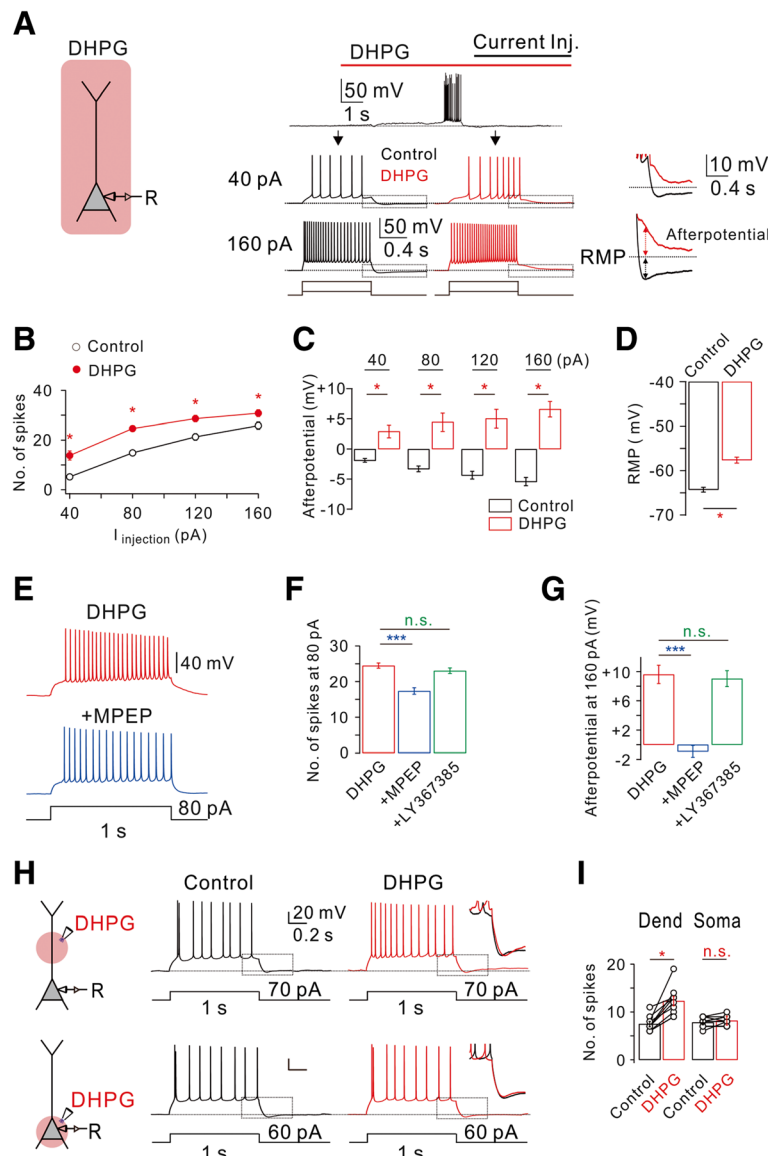 A
DHPG
R
DHPG
Current Inj.
50 mV
1 s
Control
DHPG
40 pA
160 pA
50 mV
0.4 s
10 mV
0.4 s
Afterpotential
RMP
B
Control
DHPG
No. of spikes
40
20
0
* * * *
40 80 120 160
I injection (pA)
C
40 80 120 160 (pA)
* * * *
Afterpotential (mV)
+10
+5
0
-5
-10
Control
DHPG
D
Control DHPG
RMP ( mV)
-40
-50
-60
-70
*
E
DHPG
40 mV
+MPEP
80 pA
1 s
F
n.s.
***
No. of spikes at 80 pA
30
20
10
0
DHPG
+MPEP
+LY367385
G
n.s.
***
Afterpotential at 160 pA (mV)
+10
+6
+2
-2
DHPG
+MPEP
+LY367385
H
DHPG
R
Control
DHPG
20 mV
0.2 s
70 pA
1 s
70 pA
1 s
DHPG
R
60 pA
1 s
60 pA
1 s
I
Dend Soma
* n.s.
No. of spikes
20
10
0
Control
DHPG
Control
DHPG